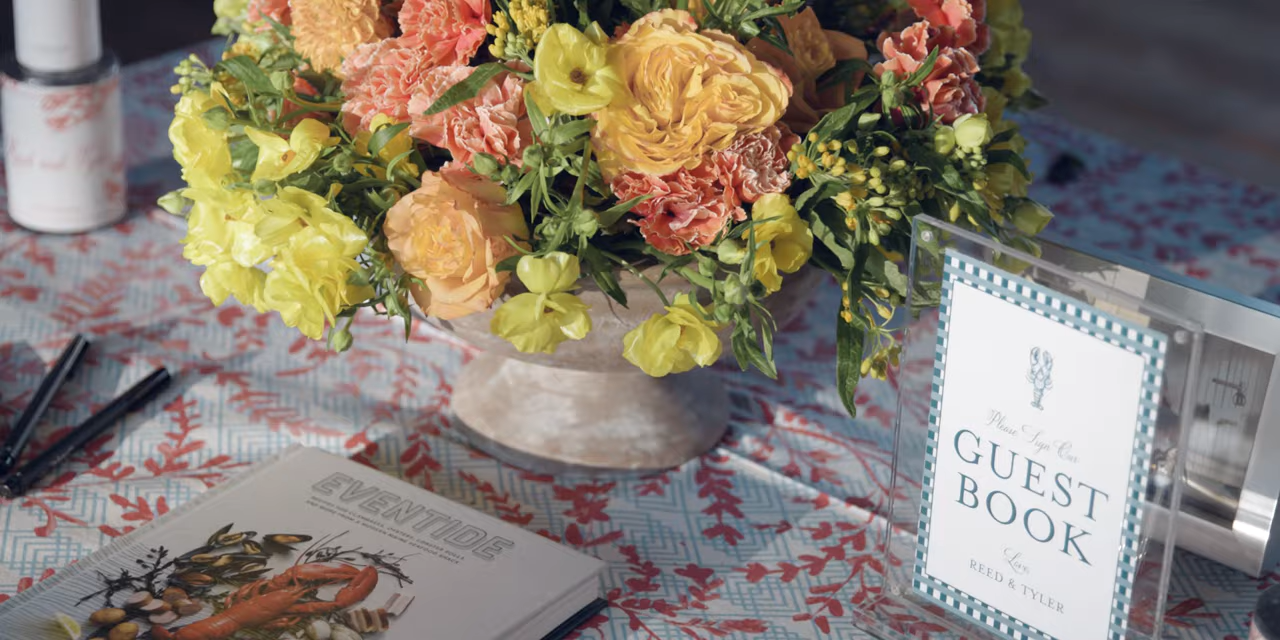 EVENTIDE
Please Sign Our
GUEST
BOOK
Love,
REED & TYLER